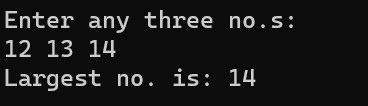 Enter any three no.s:
12 13 14
Largest no. is: 14